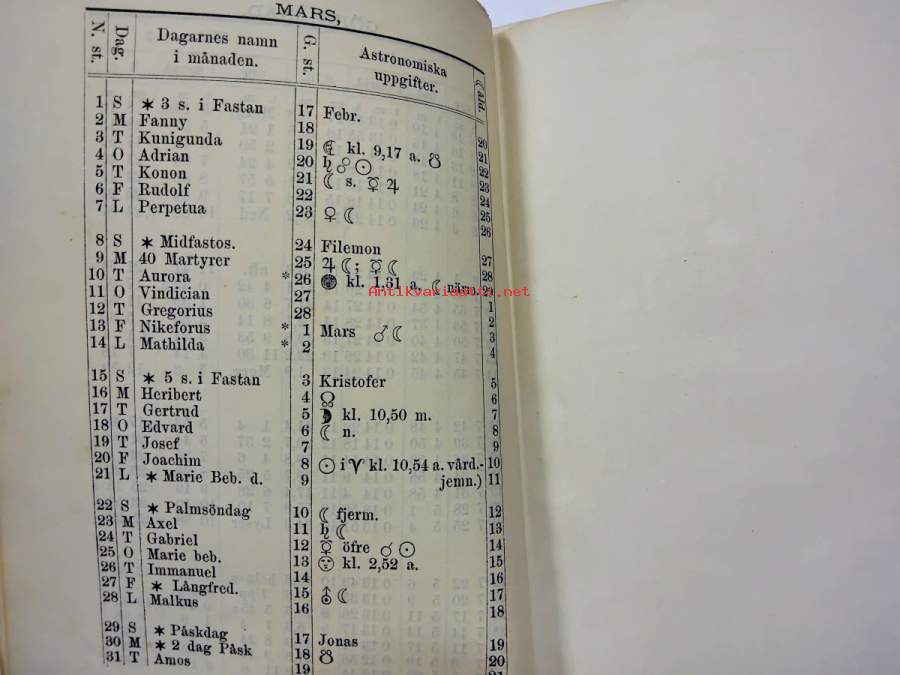 MARS,
N. st. Dag. Dagarnes namn i månaden. G. st. Astronomiska uppgifter.
1 S * 3 s. i Fastan 17 Febr.
2 M Fanny 18 20
3 T Kunigunda 19 ☾ kl. 9,17 a. ☋ 21
4 O Adrian 20 ♄ ☍ ☉ 22
5 T Konon 21 ☾ s. ☿ ♃ 23
6 F Rudolf 22 24
7 L Perpetua 23 ♀ ☾ 25
26
8 S * Midfastos. 24 Filemon 27
9 M 40 Martyrer 25 ♃ ☾; ☿ ☾ 28
10 T Aurora * 26 kl. 1,31 a. ☾ närm. 29
11 O Vindician 27 1
12 T Gregorius 28 2
13 F Nikeforus * 1 Mars ♂ ☾ 3
14 L Mathilda * 2 4
Antikvariaatti.net
15 S * 5 s. i Fastan 3 Kristofer 5
16 M Heribert 4 ☊ 6
17 T Gertrud 5 kl. 10,50 m. 7
18 O Edvard 6 ☾ n. 8
19 T Josef 7 9
20 F Joachim 8 ☉ i ♈ kl. 10,54 a. vård- 10
21 L * Marie Beb. d. 9 jemn.) 11
22 S * Palmsöndag 10 ☾ fjerm. 12
23 M Axel 11 ♄ ☾ 13
24 T Gabriel 12 ☿ öfre ☌ ☉ 14
25 O Marie beb. 13 kl. 2,52 a. 15
26 T Immanuel 14 16
27 F * Långfred. 15 ⛢ ☾ 17
28 L Malkus 16 18
29 S * Påskdag 17 Jonas 19
30 M * 2 dag Påsk 18 ☋ 20
31 T Amos 19 21